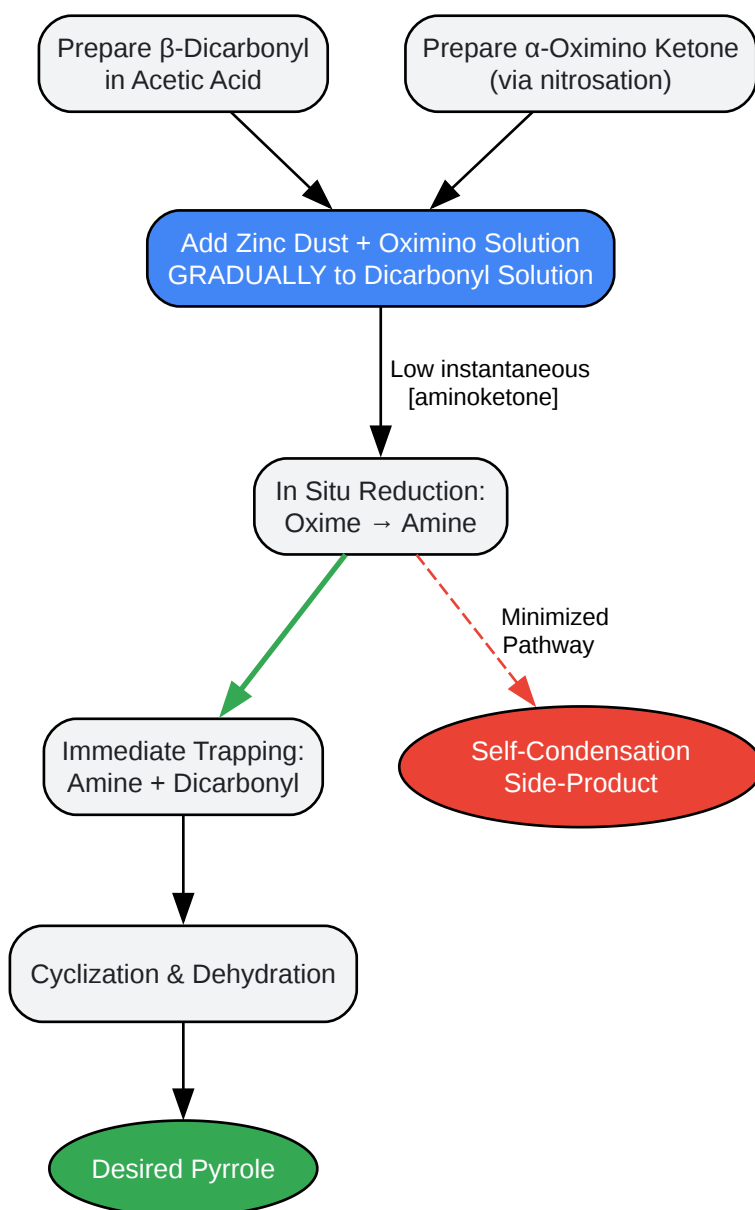 Prepare β-Dicarbonyl
in Acetic Acid
Prepare α-Oximino Ketone
(via nitrosation)
Add Zinc Dust + Oximino Solution
GRADUALLY to Dicarbonyl Solution
Low instantaneous
[aminoketone]
In Situ Reduction:
Oxime → Amine
Minimized
Pathway
Immediate Trapping:
Amine + Dicarbonyl
Self-Condensation
Side-Product
Cyclization & Dehydration
Desired Pyrrole